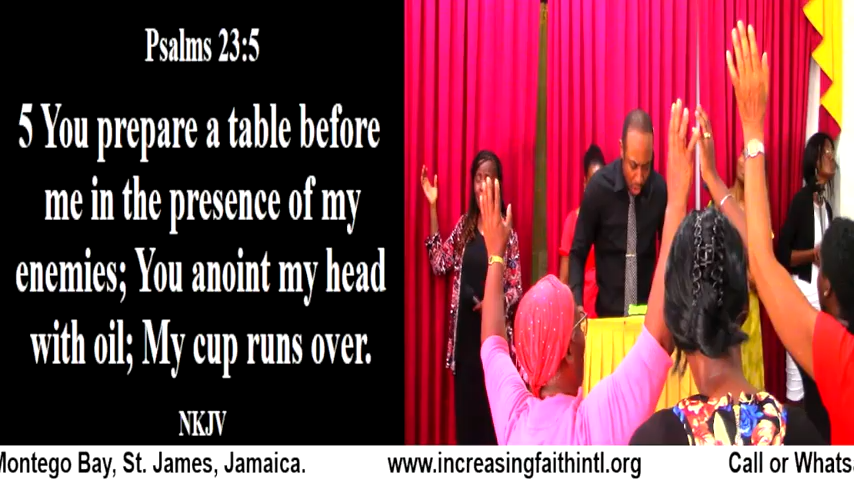 Psalms 23:5
5 You prepare a table before
me in the presence of my
enemies; You anoint my head
with oil; My cup runs over.
NKJV
Montego Bay, St. James, Jamaica. www.increasingfaithintl.org Call or